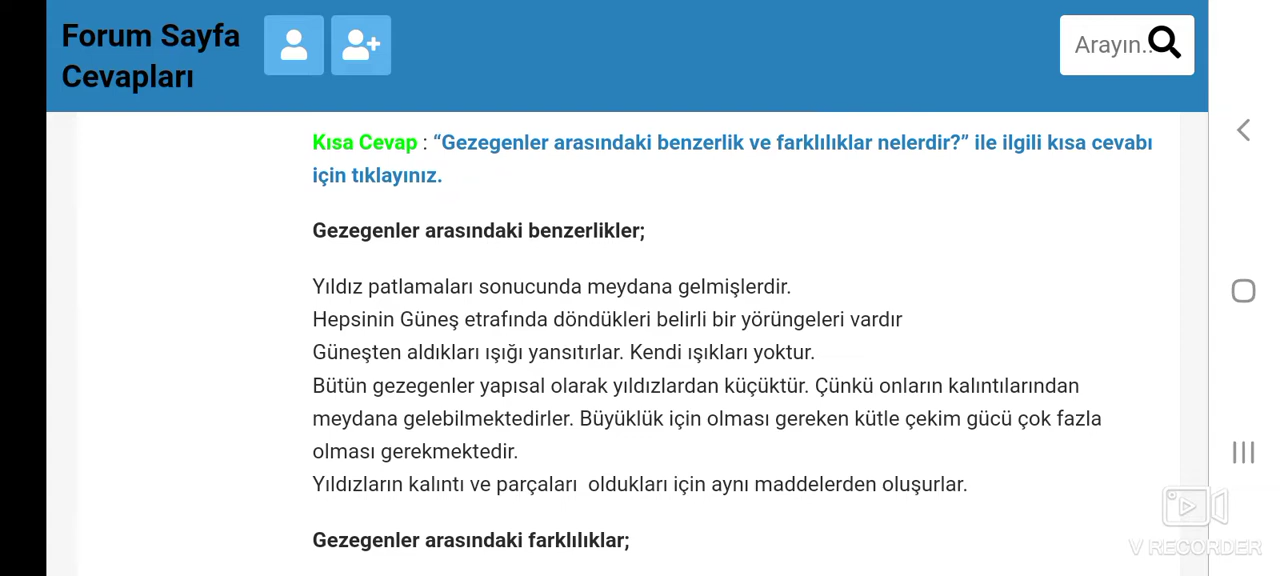 Forum Sayfa
Cevapları
Arayın..
Kısa Cevap : “Gezegenler arasındaki benzerlik ve farklılıklar nelerdir?” ile ilgili kısa cevabı
için tıklayınız.
Gezegenler arasındaki benzerlikler;
Yıldız patlamaları sonucunda meydana gelmişlerdir.
Hepsinin Güneş etrafında döndükleri belirli bir yörüngeleri vardır
Güneşten aldıkları ışığı yansıtırlar. Kendi ışıkları yoktur.
Bütün gezegenler yapısal olarak yıldızlardan küçüktür. Çünkü onların kalıntılarından
meydana gelebilmektedirler. Büyüklük için olması gereken kütle çekim gücü çok fazla
olması gerekmektedir.
Yıldızların kalıntı ve parçaları  oldukları için aynı maddelerden oluşurlar.
V RECORDER
Gezegenler arasındaki farklılıklar;